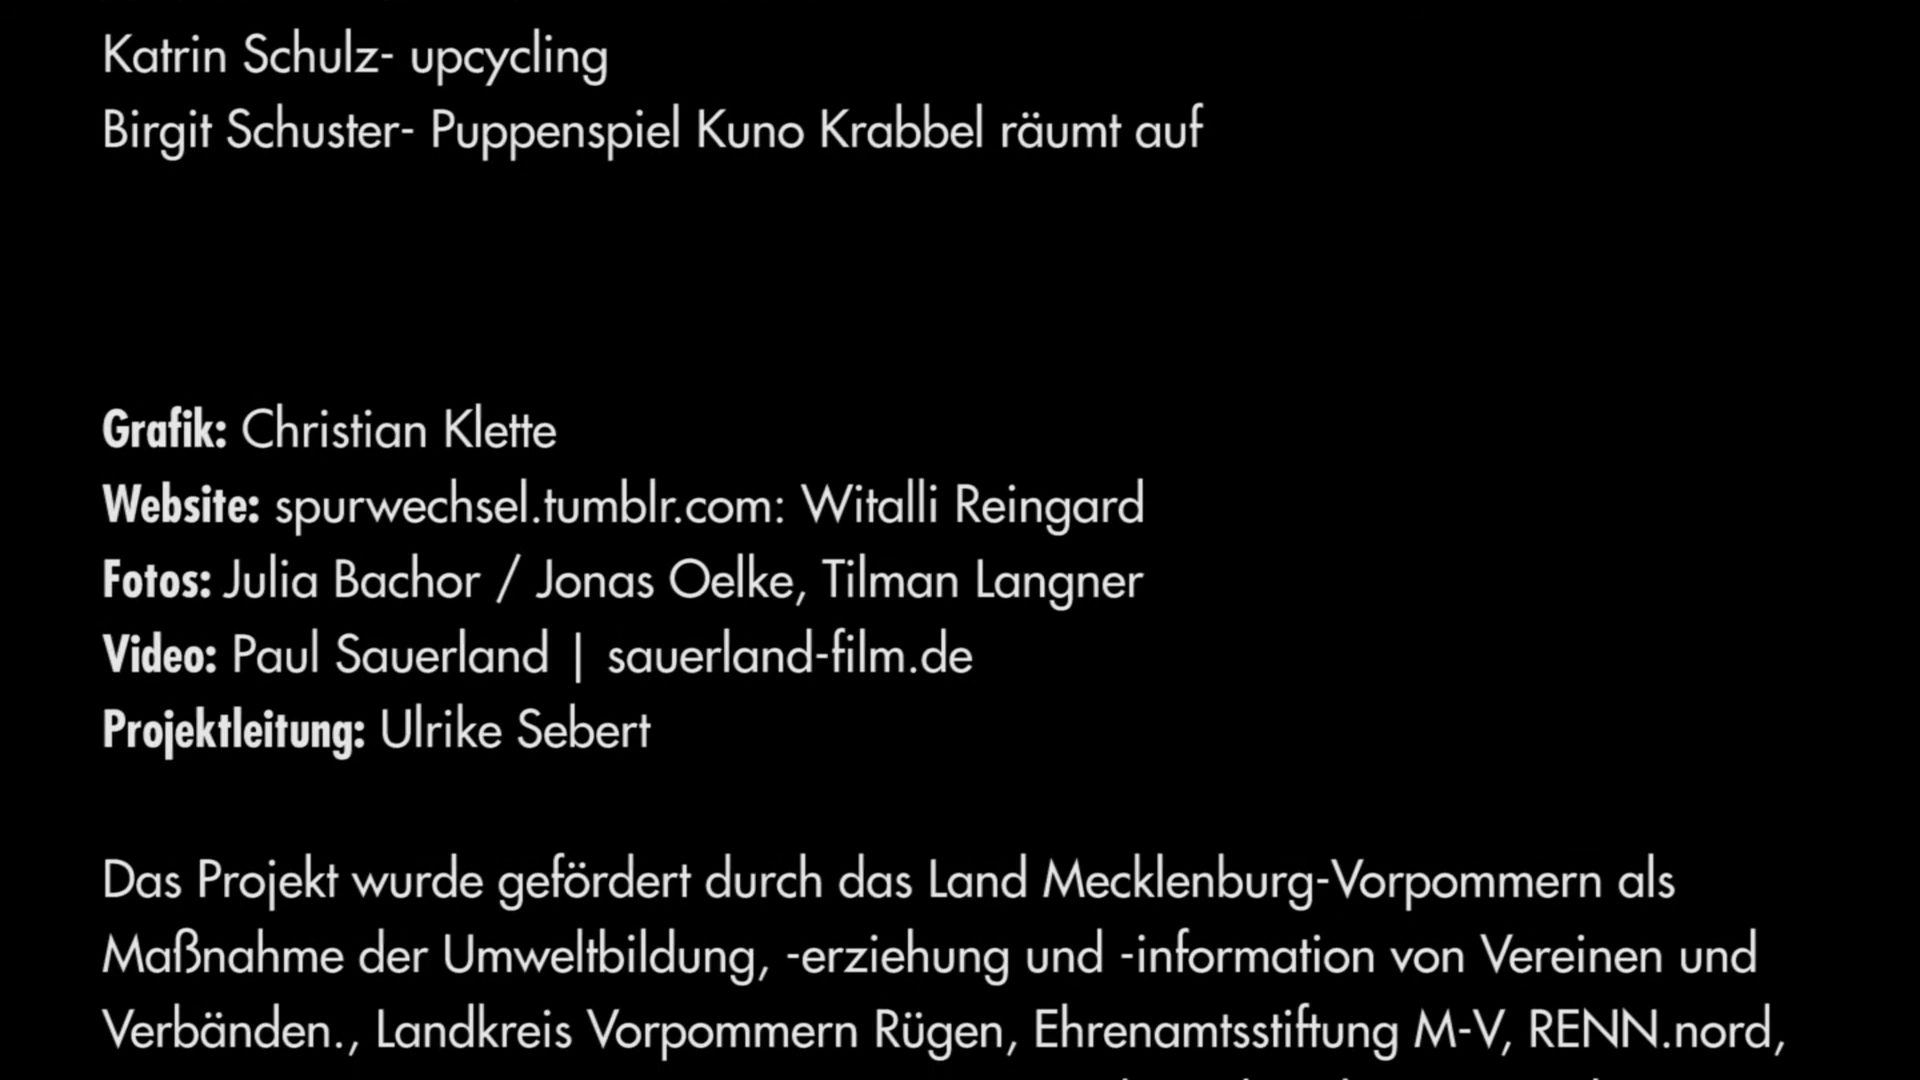 Katrin Schulz- upcycling
Birgit Schuster- Puppenspiel Kuno Krabbel räumt auf
Grafik: Christian Klette
Website: spurwechsel.tumblr.com: Witalli Reingard
Fotos: Julia Bachor / Jonas Oelke, Tilman Langner
Video: Paul Sauerland | sauerland-film.de
Projektleitung: Ulrike Sebert
Das Projekt wurde gefördert durch das Land Mecklenburg-Vorpommern als
Maßnahme der Umweltbildung, -erziehung und -information von Vereinen und
Verbänden., Landkreis Vorpommern Rügen, Ehrenamtsstiftung M-V, RENN.nord,